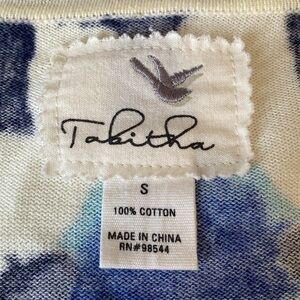 Tabitha
S
100% COTTON
MADE IN CHINA
RN#98544